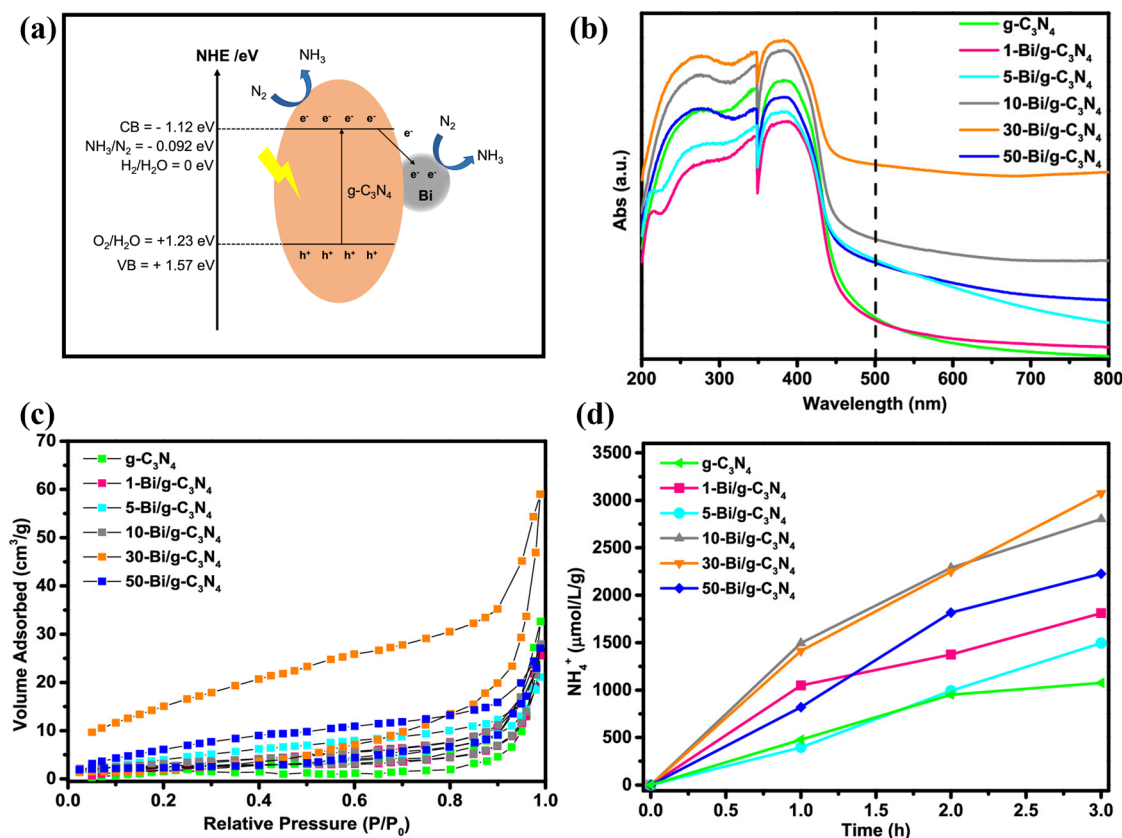 (a)
NHE /eV
NH₃
N₂
CB = - 1.12 eV
NH₃/N₂ = - 0.092 eV
H₂/H₂O = 0 eV
e⁻ e⁻ e⁻ e⁻
e⁻
N₂
NH₃
e⁻ e⁻
Bi
g-C₃N₄
O₂/H₂O = +1.23 eV
VB = + 1.57 eV
h⁺ h⁺ h⁺ h⁺
(b)
g-C₃N₄
1-Bi/g-C₃N₄
5-Bi/g-C₃N₄
10-Bi/g-C₃N₄
30-Bi/g-C₃N₄
50-Bi/g-C₃N₄
Abs (a.u.)
200 300 400 500 600 700 800
Wavelength (nm)
(c)
70
60
50
40
30
20
10
0
Volume Adsorbed (cm³/g)
g-C₃N₄
1-Bi/g-C₃N₄
5-Bi/g-C₃N₄
10-Bi/g-C₃N₄
30-Bi/g-C₃N₄
50-Bi/g-C₃N₄
0.0 0.2 0.4 0.6 0.8 1.0
Relative Pressure (P/P₀)
(d)
3500
3000
2500
2000
1500
1000
500
0
NH₄⁺ (μmol/L/g)
g-C₃N₄
1-Bi/g-C₃N₄
5-Bi/g-C₃N₄
10-Bi/g-C₃N₄
30-Bi/g-C₃N₄
50-Bi/g-C₃N₄
0.0 0.5 1.0 1.5 2.0 2.5 3.0
Time (h)